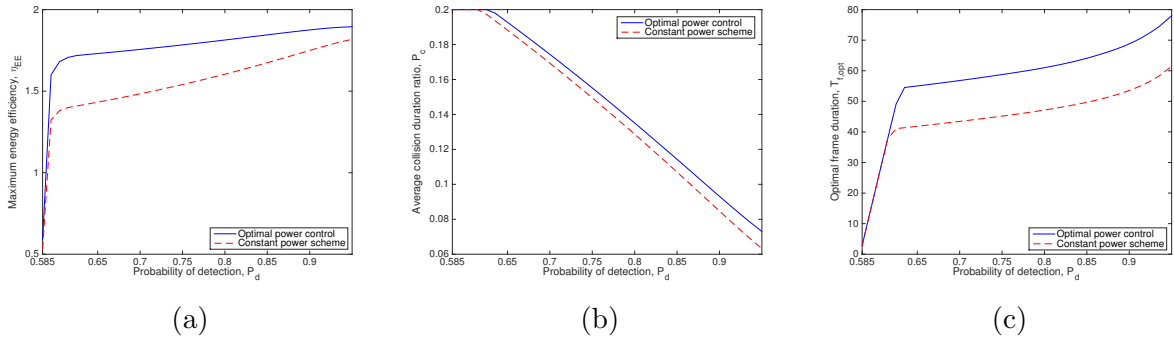 Maximum energy efficiency, η_EE
2
1.5
1
0.5
0.585 0.65 0.7 0.75 0.8 0.85 0.9
Probability of detection, P_d
Optimal power control
Constant power scheme
(a)
Average collision duration ratio, P_c
0.2
0.18
0.16
0.14
0.12
0.1
0.08
0.06
0.585 0.65 0.7 0.75 0.8 0.85 0.9
Probability of detection, P_d
Optimal power control
Constant power scheme
(b)
Optimal frame duration, T_f,opt
80
70
60
50
40
30
20
10
0
0.585 0.65 0.7 0.75 0.8 0.85 0.9
Probability of detection, P_d
Optimal power control
Constant power scheme
(c)